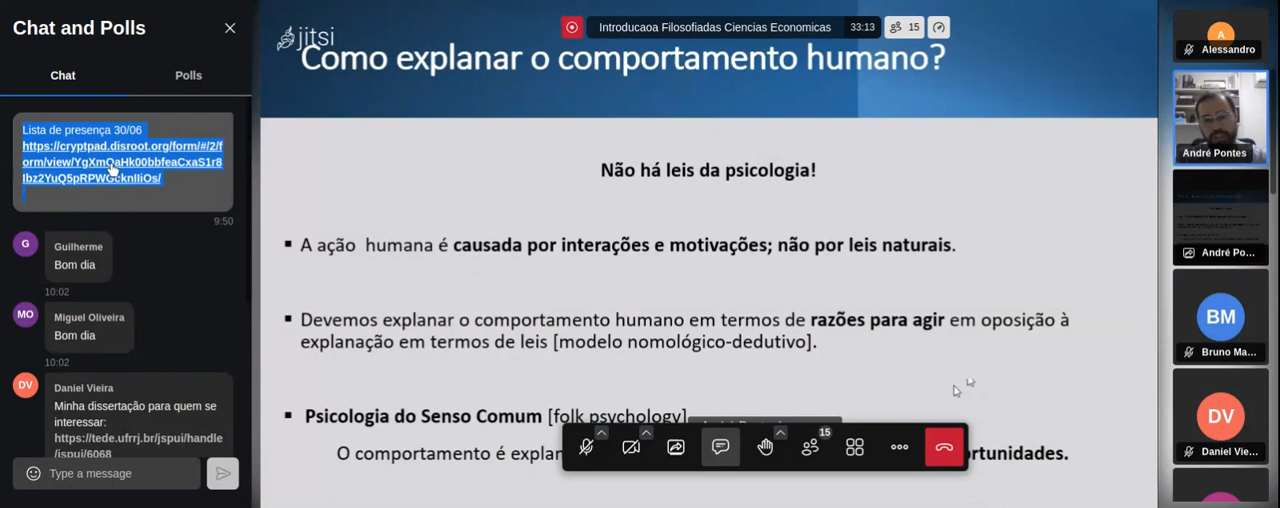 Chat and Polls
Chat
Polls
Lista de presença 30/06
https://cryptpad.disroot.org/form/#/2/f
9:50
G
Guilherme
Bom dia
10:02
MO
Miguel Oliveira
Bom dia
10:02
DV
Daniel Vieira
Minha dissertação para quem se
interessar:
https://tede.ufrrj.br/jspui/handle
/jspui/6068
Type a message
jitsi
Introducaoa Filosofiadas Ciencias Economicas
33:13
15
Como explanar o comportamento humano?
Não há leis da psicologia!
▪ A ação humana é causada por interações e motivações; não por leis naturais.
▪ Devemos explanar o comportamento humano em termos de razões para agir em oposição à
explanação em termos de leis [modelo nomológico-dedutivo].
▪ Psicologia do Senso Comum [folk psychology]
O comportamento é explan
ortunidades.
15
A
Alessandro
André Pontes
André Po...
BM
Bruno Ma...
DV
Daniel Vie...